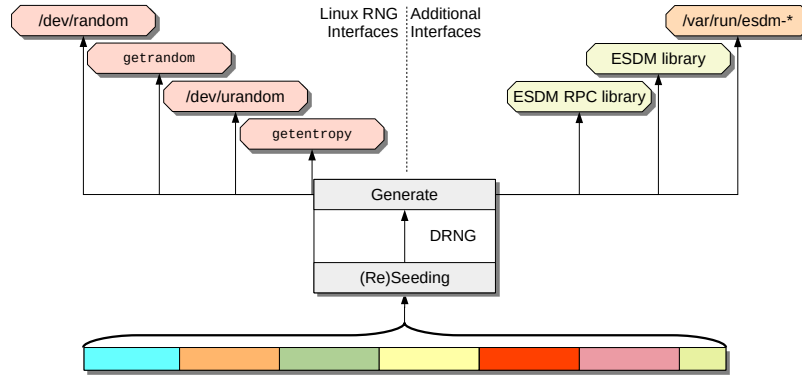 /dev/random
Linux RNG
Interfaces
Additional
Interfaces
/var/run/esdm-*
getrandom
ESDM library
/dev/urandom
ESDM RPC library
getentropy
Generate
DRNG
(Re)Seeding